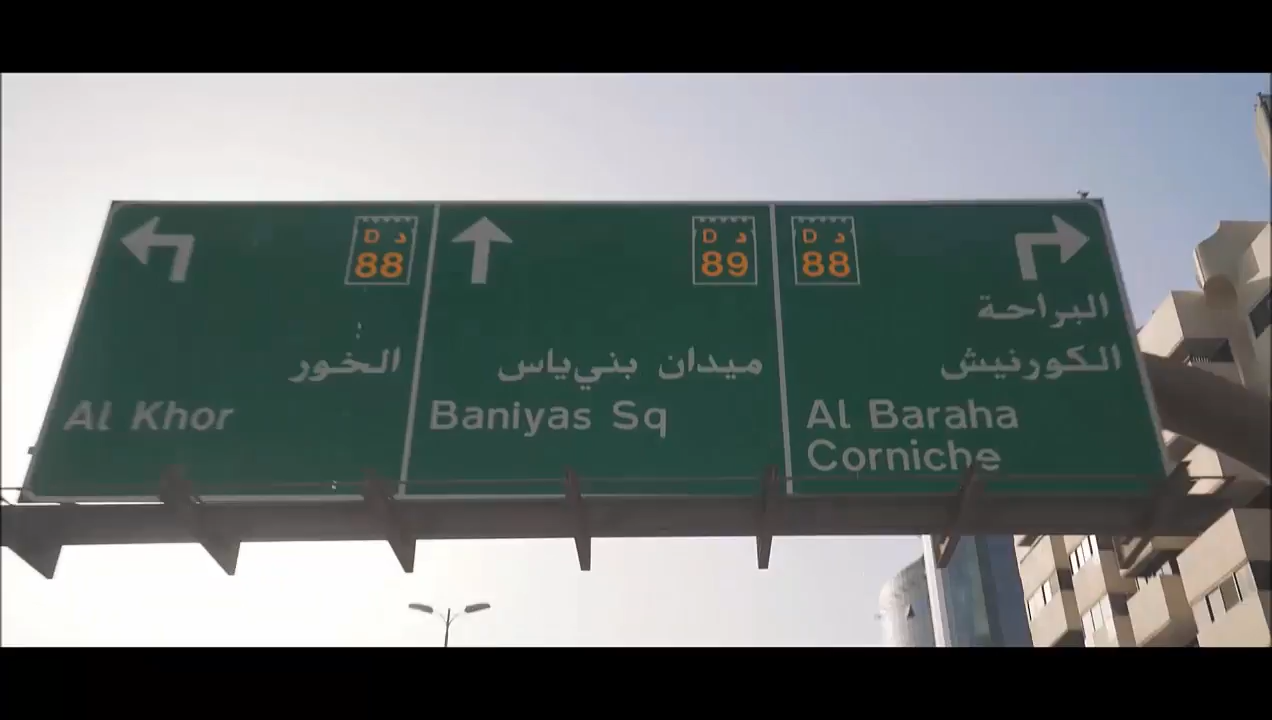 D د
88
الخور
Al Khor
D د
89
ميدان بني ياس
Baniyas Sq
D د
88
البراحة
الكورنيش
Al Baraha
Corniche